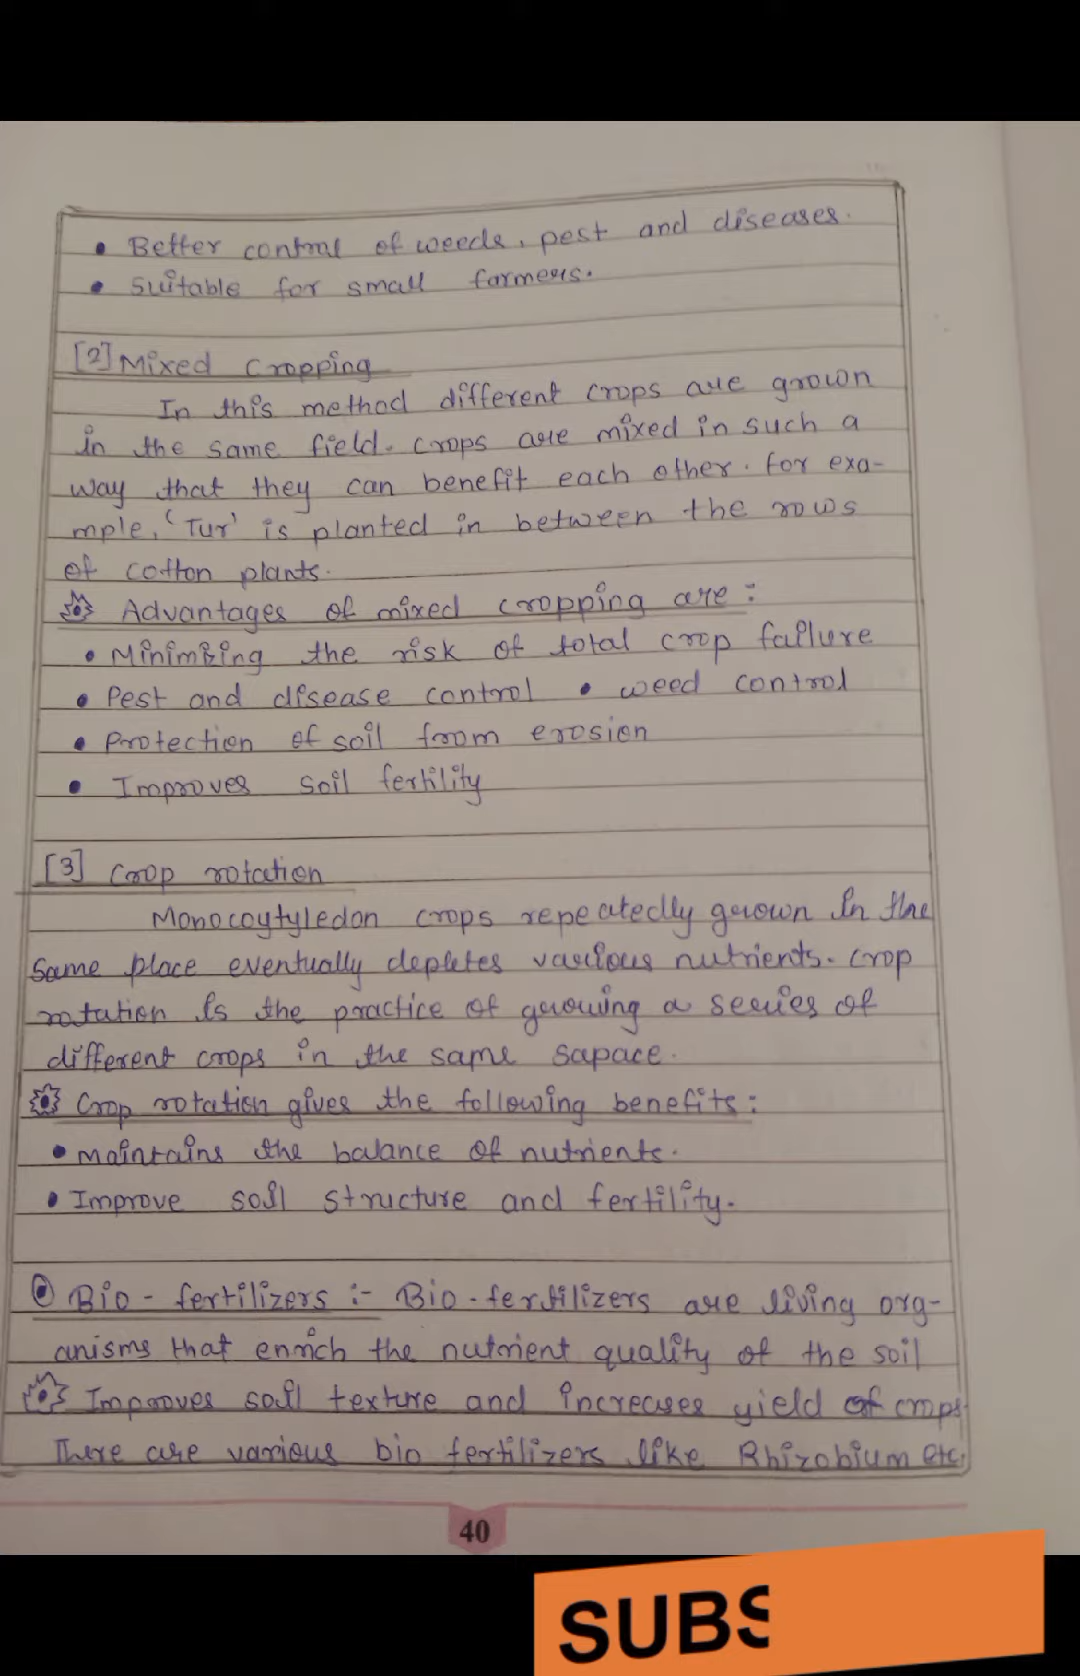 • Better control of weeds, pest and diseases.
• Suitable for small farmers.
[2] Mixed cropping
In this method different crops are grown
in the same field. crops are mixed in such a
way that they can benefit each other. for exa-
mple, 'Tur' is planted in between the rows
of cotton plants.
Advantages of mixed cropping are:
• Minimizing the risk of total crop failure
• Pest and disease control • weed control
• Protection of soil from erosion
• Improves soil fertility
[3] Crop rotation
Monocoytyledon crops repeatedly grown in the
same place eventually depletes various nutrients. crop
rotation is the practice of growing a series of
different crops in the same sapace.
Crop rotation gives the following benefits:
• maintains the balance of nutrients.
• Improve soil structure and fertility.
Bio - fertilizers :- Bio - fertilizers are living org-
anisms that enrich the nutrient quality of the soil
Improves soil texture and increases yield of crops.
There are various bio fertilizers like Rhizobium etc.
40
SUBS